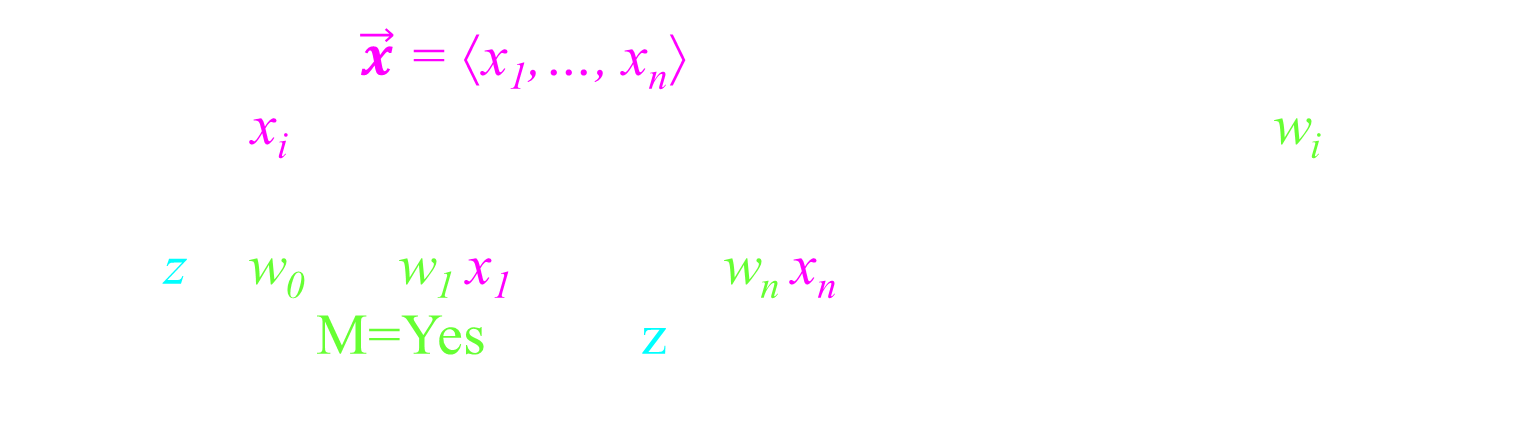 x⃗ = ⟨x₁,..., xₙ⟩
xᵢ wᵢ
z w₀ w₁ x₁ wₙ xₙ
M=Yes z